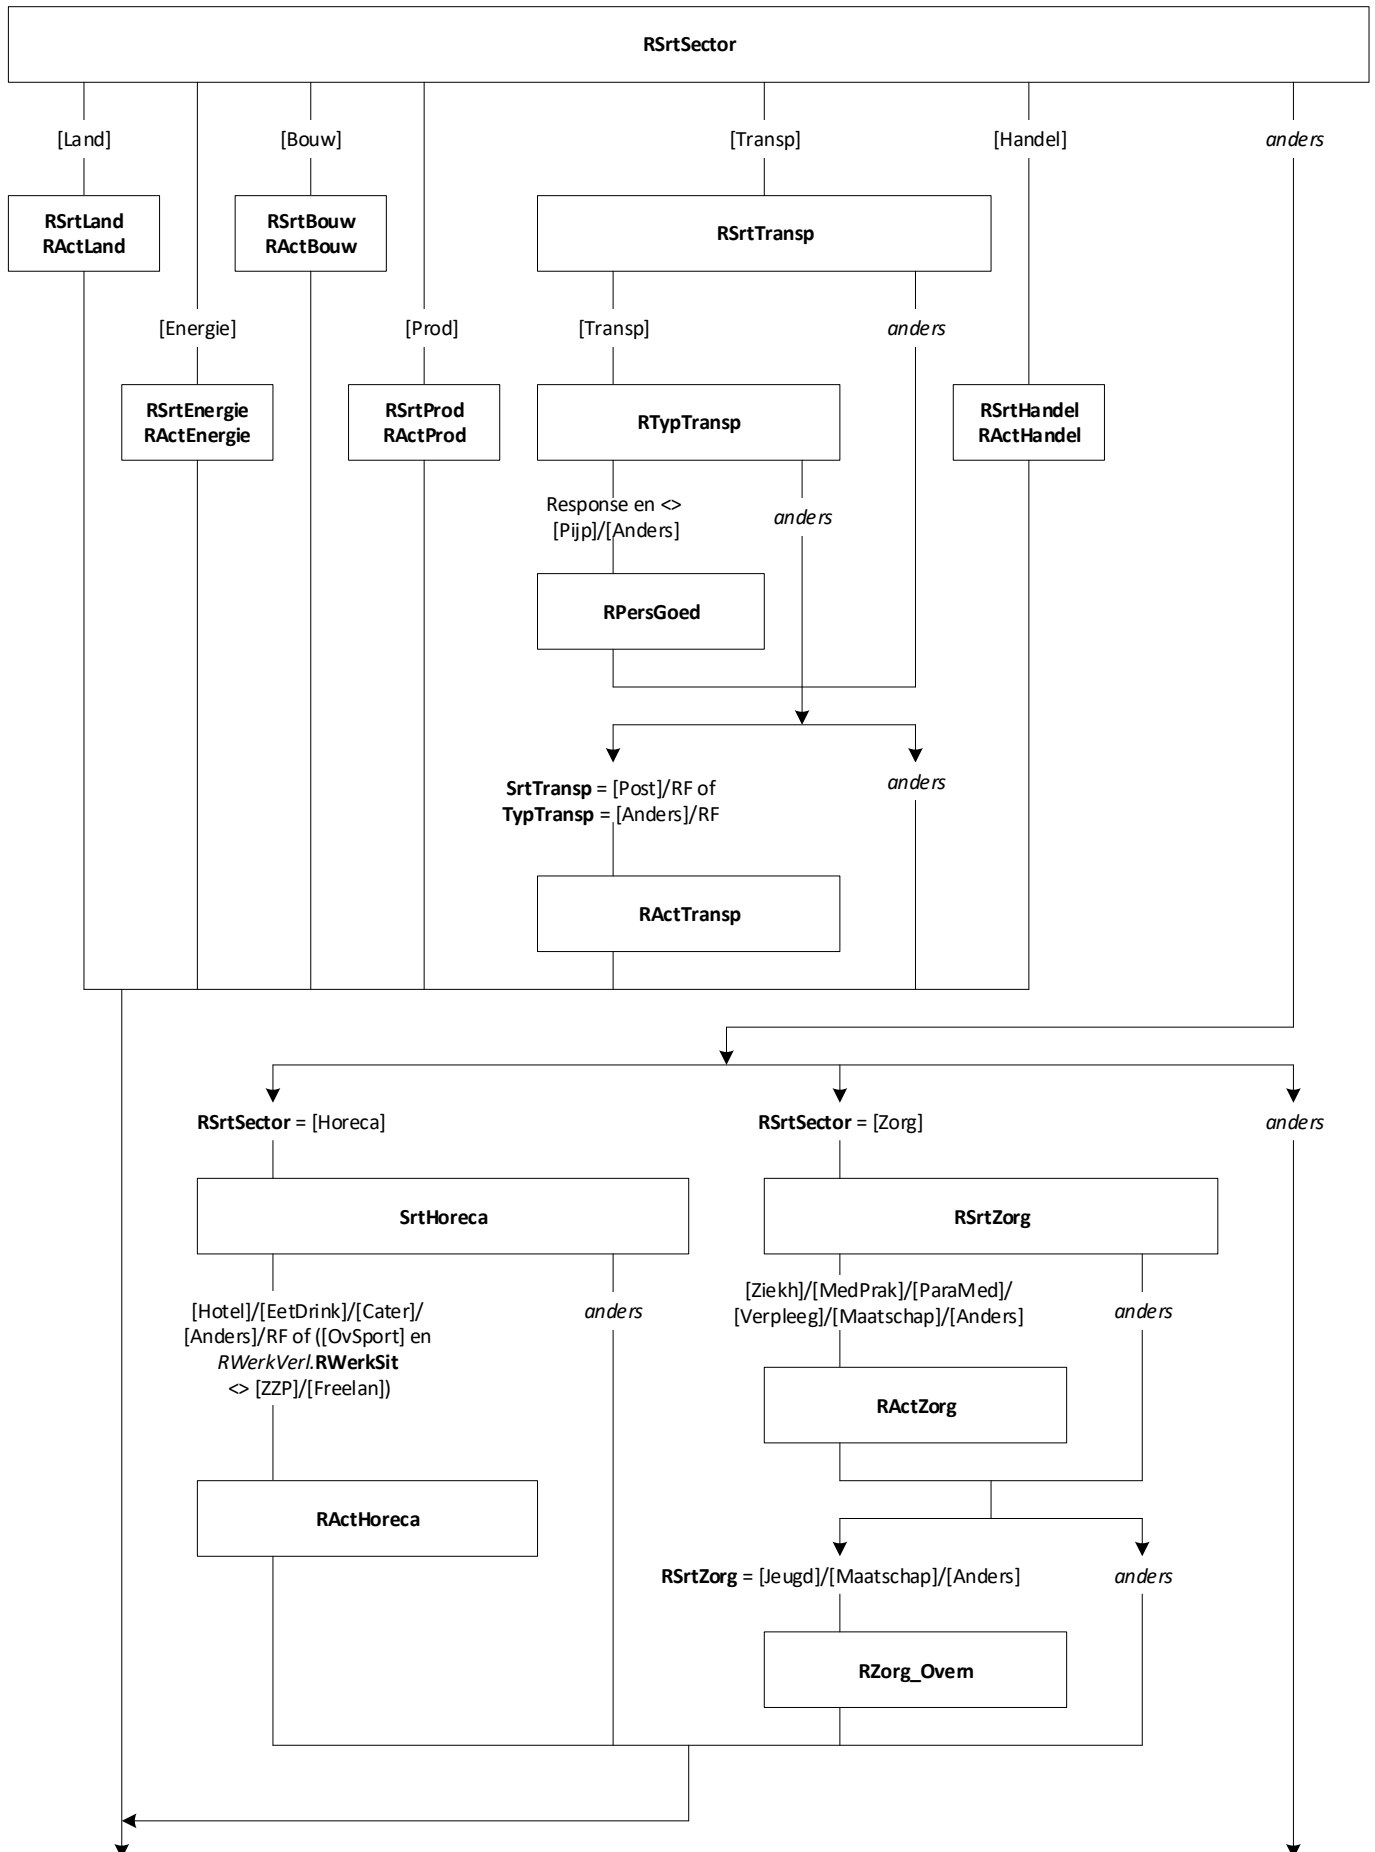 RSrtSector
[Land]
[Bouw]
[Transp]
[Handel]
anders
RSrtLand
RActLand
RSrtBouw
RActBouw
RSrtTransp
[Energie]
[Prod]
[Transp]
anders
RSrtEnergie
RActEnergie
RSrtProd
RActProd
RTypTransp
RSrtHandel
RActHandel
Response en <>
[Pijp]/[Anders]
anders
RPersGoed
SrtTransp = [Post]/RF of
TypTransp = [Anders]/RF
anders
RActTransp
RSrtSector = [Horeca]
RSrtSector = [Zorg]
anders
SrtHoreca
RSrtZorg
[Hotel]/[EetDrink]/[Cater]/
[Anders]/RF of ([OvSport] en
RWerkVerl.RWerkSit
<> [ZZP]/[Freelan])
anders
[Ziekh]/[MedPrak]/[ParaMed]/
[Verpleeg]/[Maatschap]/[Anders]
anders
RActZorg
RActHoreca
RSrtZorg = [Jeugd]/[Maatschap]/[Anders]
anders
RZorg_Overn